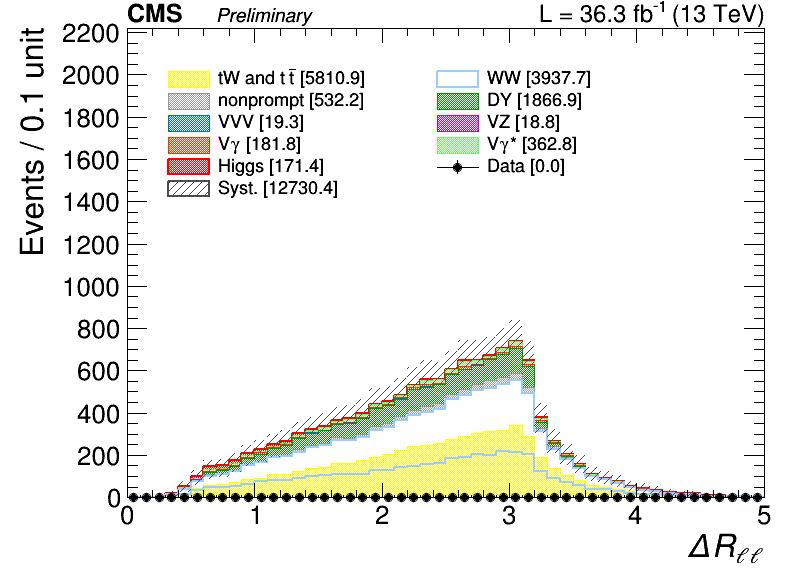 CMS Preliminary L = 36.3 fb⁻¹ (13 TeV)
Events / 0.1 unit
2200
2000
1800
1600
1400
1200
1000
800
600
400
200
0
tW and tt̄ [5810.9]
WW [3937.7]
nonprompt [532.2]
DY [1866.9]
VVV [19.3]
VZ [18.8]
Vγ [181.8]
Vγ* [362.8]
Higgs [171.4]
Data [0.0]
Syst. [12730.4]
0 1 2 3 4 5
ΔRℓℓ